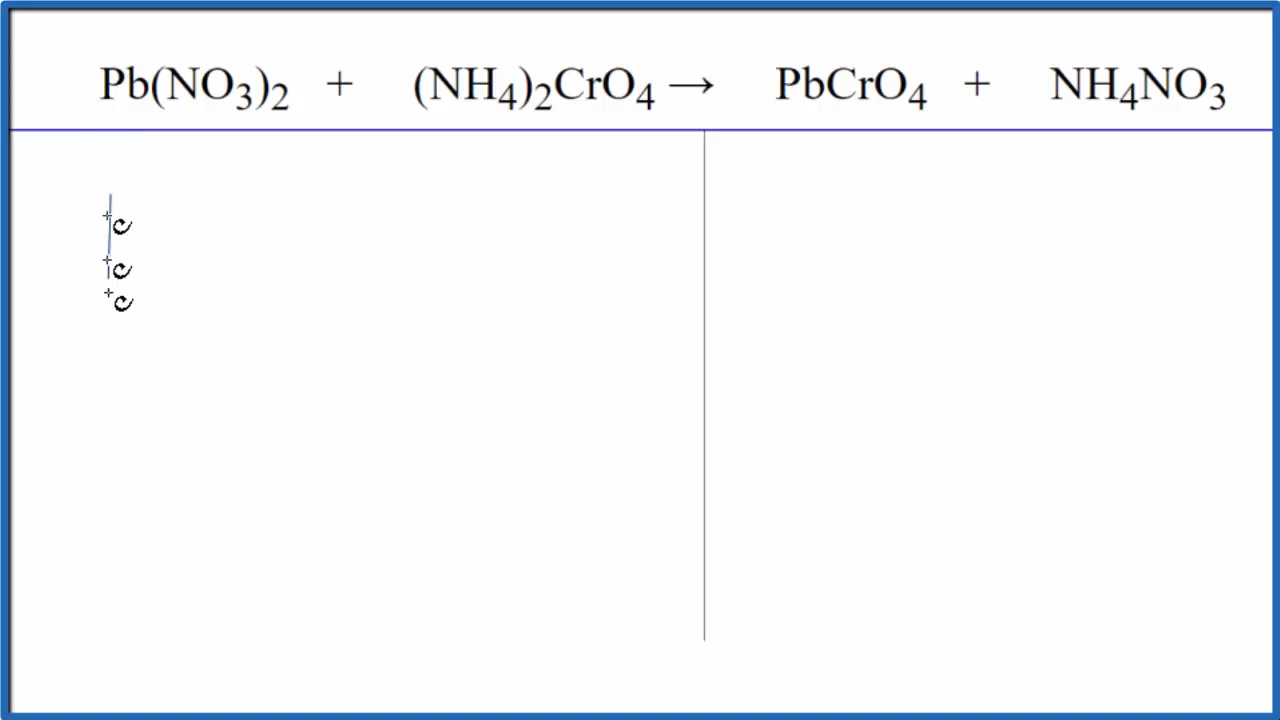 Pb(NO₃)₂ + (NH₄)₂CrO₄ → PbCrO₄ + NH₄NO₃